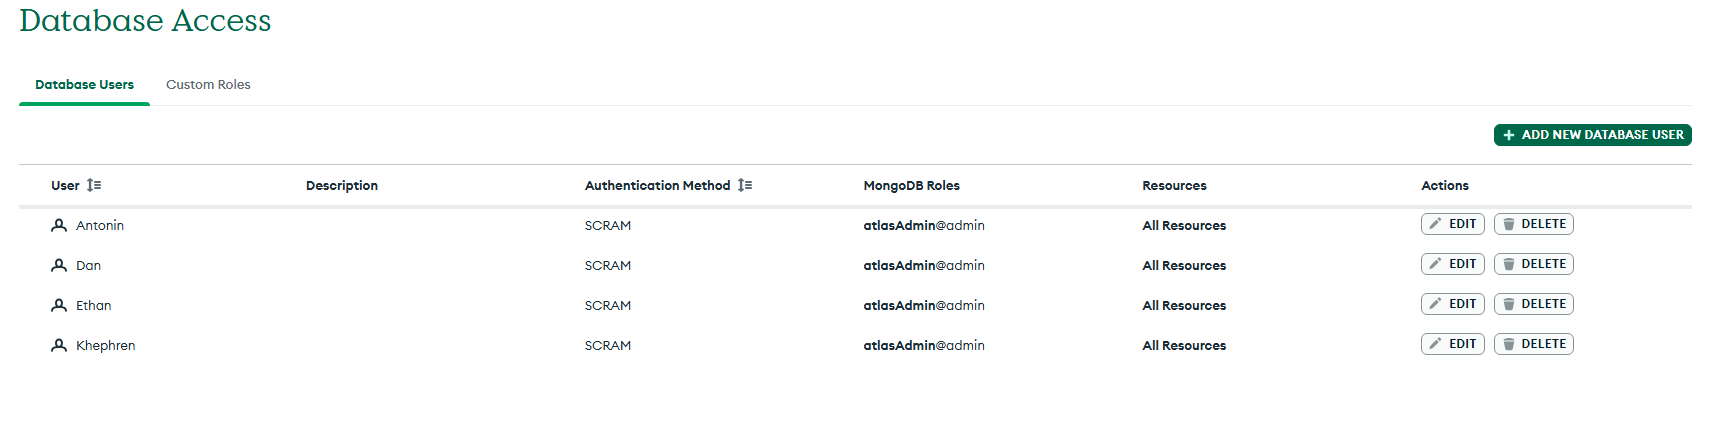 Database Access
Database Users Custom Roles
ADD NEW DATABASE USER
User Description Authentication Method MongoDB Roles Resources Actions
Antonin SCRAM atlasAdmin@admin All Resources EDIT DELETE
Dan SCRAM atlasAdmin@admin All Resources EDIT DELETE
Ethan SCRAM atlasAdmin@admin All Resources EDIT DELETE
Khephren SCRAM atlasAdmin@admin All Resources EDIT DELETE